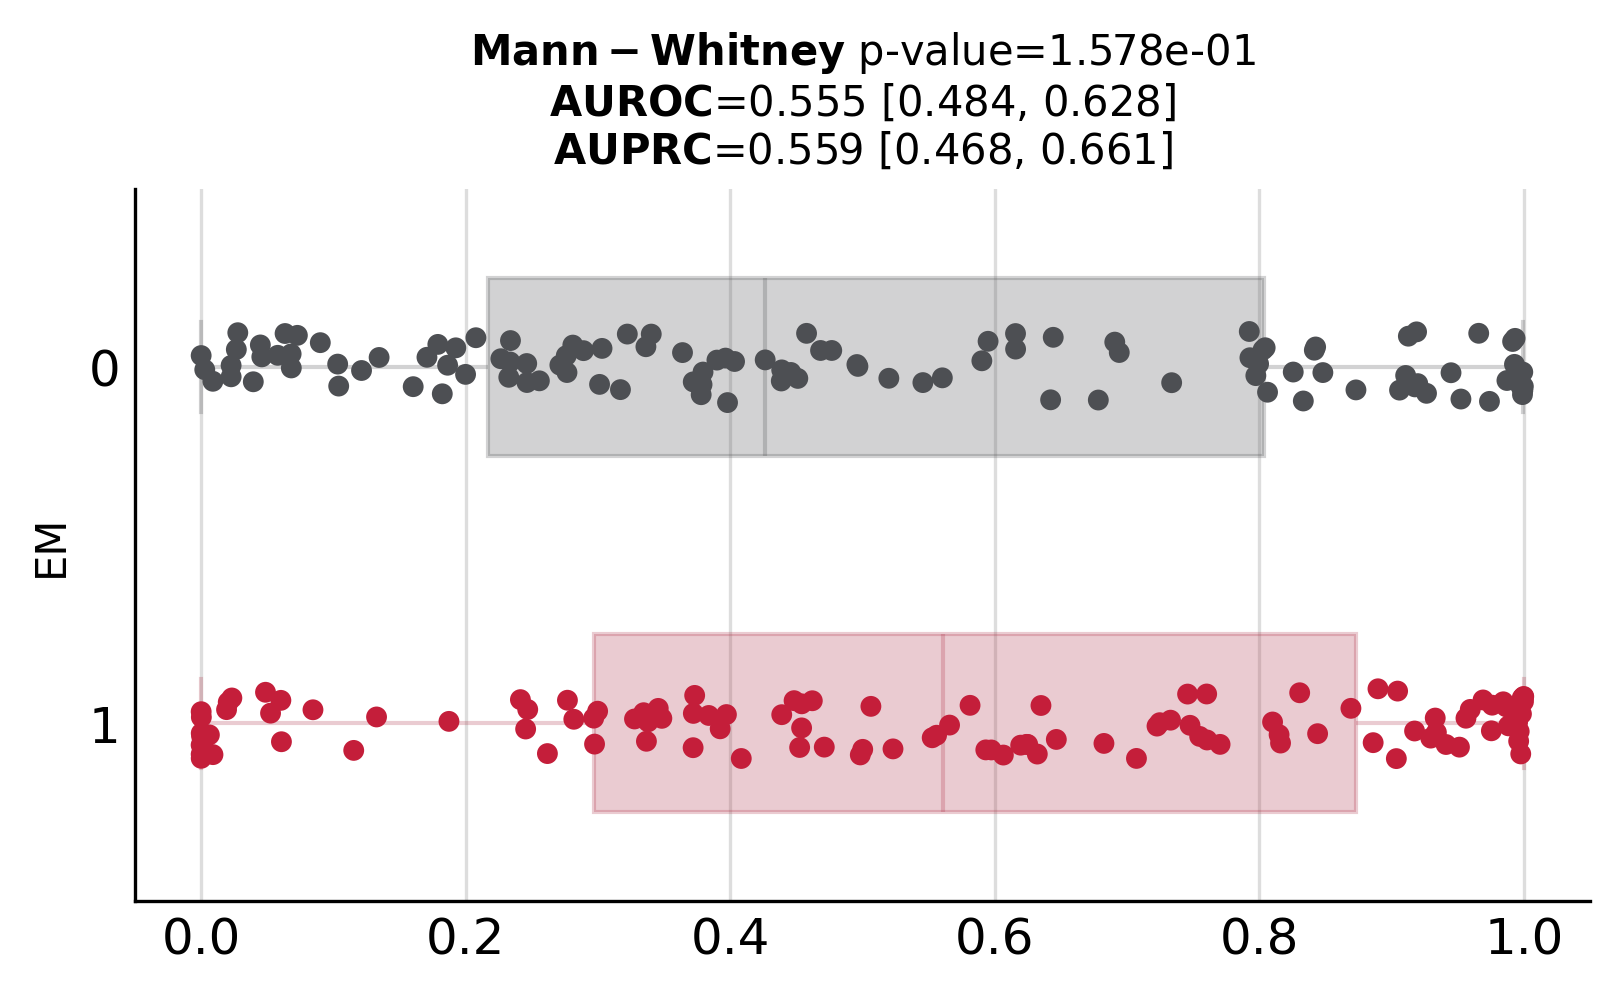 Mann−Whitney p-value=1.578e-01
AUROC=0.555 [0.484, 0.628]
AUPRC=0.559 [0.468, 0.661]
0
EM
1
0.0 0.2 0.4 0.6 0.8 1.0